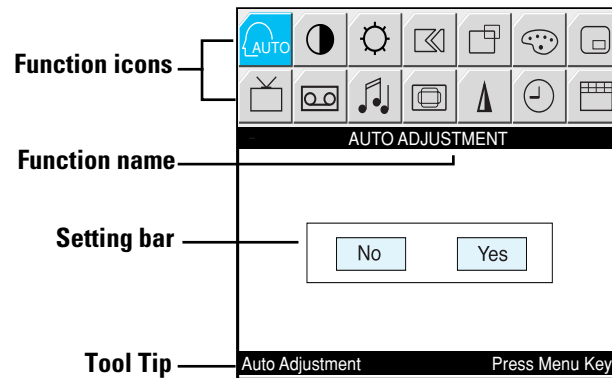 Function icons
AUTO
Function name
AUTO ADJUSTMENT
Setting bar
No Yes
Tool Tip
Auto Adjustment Press Menu Key